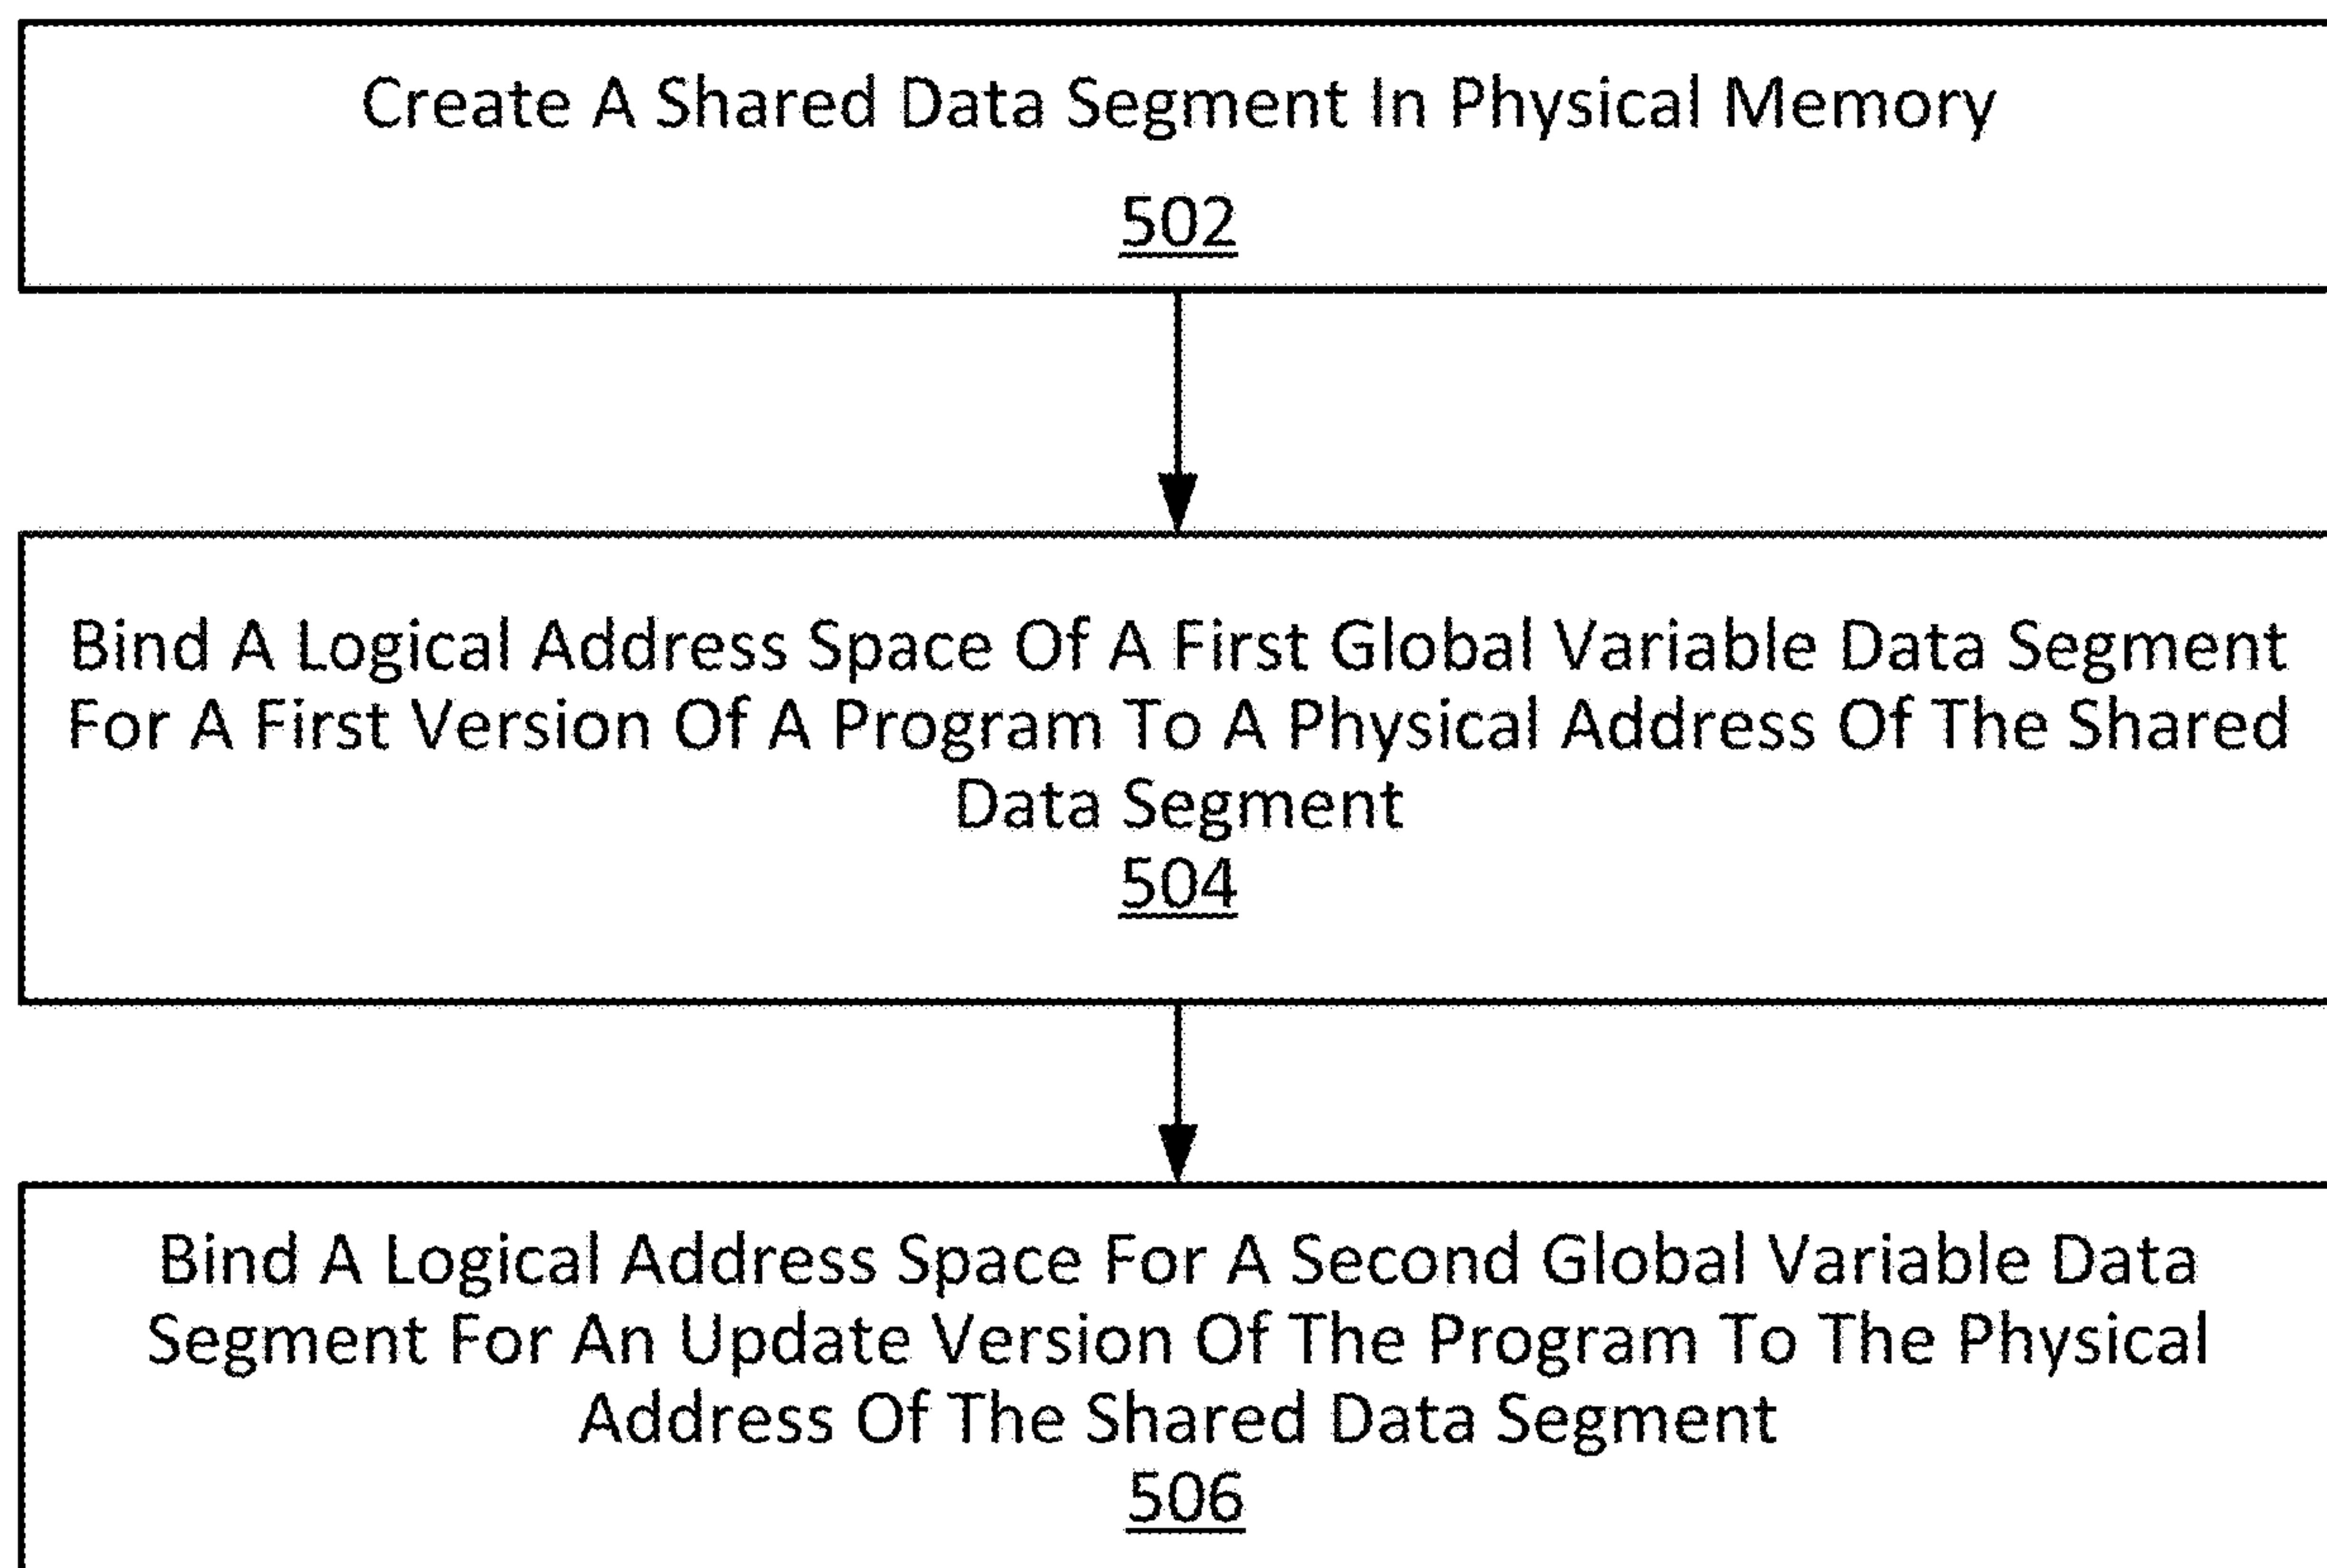 Create A Shared Data Segment In Physical Memory
502
Bind A Logical Address Space Of A First Global Variable Data Segment
For A First Version Of A Program To A Physical Address Of The Shared
Data Segment
504
Bind A Logical Address Space For A Second Global Variable Data
Segment For An Update Version Of The Program To The Physical
Address Of The Shared Data Segment
506